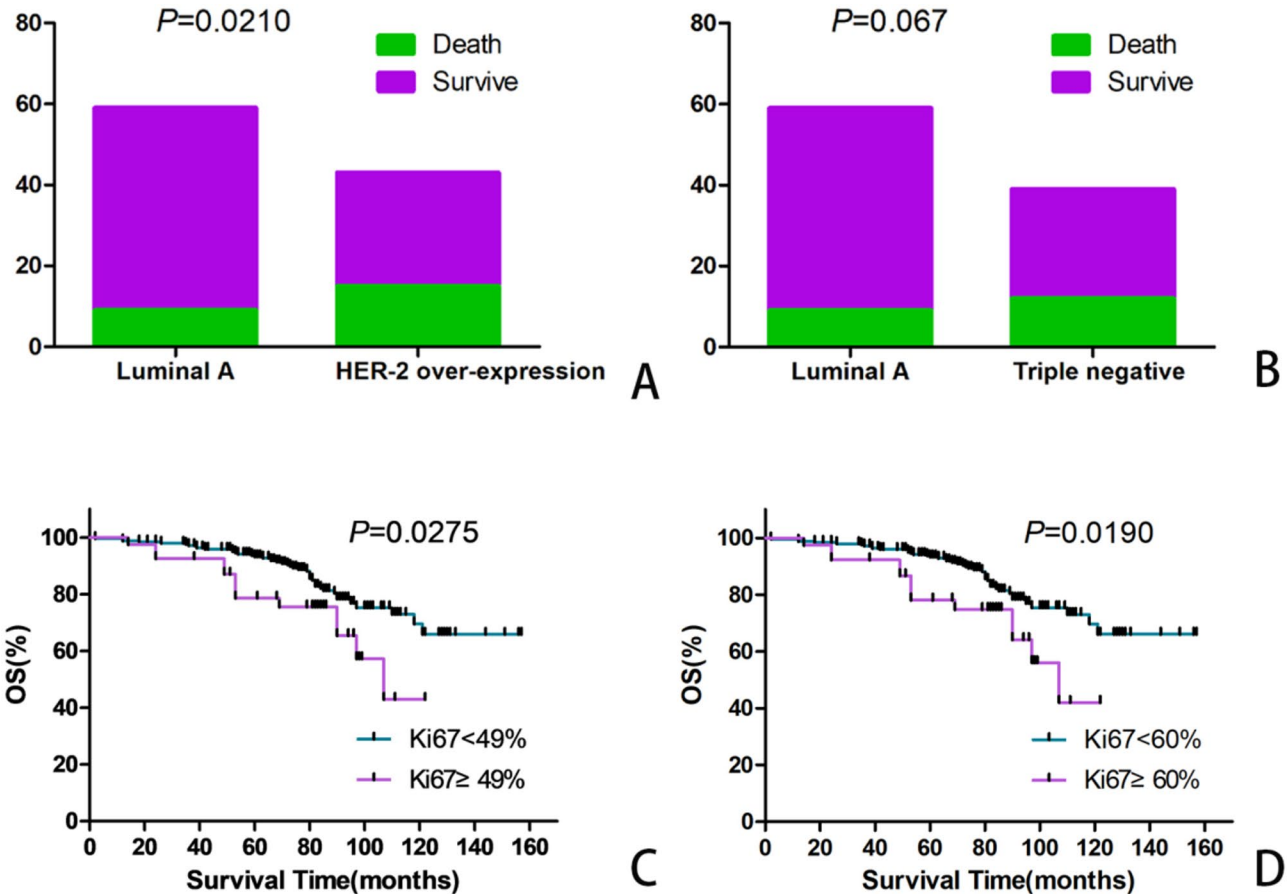 P=0.0210
Death
Survive
80
60
40
20
0
Luminal A
HER-2 over-expression
A
P=0.067
Death
Survive
80
60
40
20
0
Luminal A
Triple negative
B
P=0.0275
OS(%)
100
80
60
40
20
0
Ki67<49%
Ki67≥ 49%
0 20 40 60 80 100 120 140 160
Survival Time(months)
C
P=0.0190
OS(%)
100
80
60
40
20
0
Ki67<60%
Ki67≥ 60%
0 20 40 60 80 100 120 140 160
Survival Time(months)
D